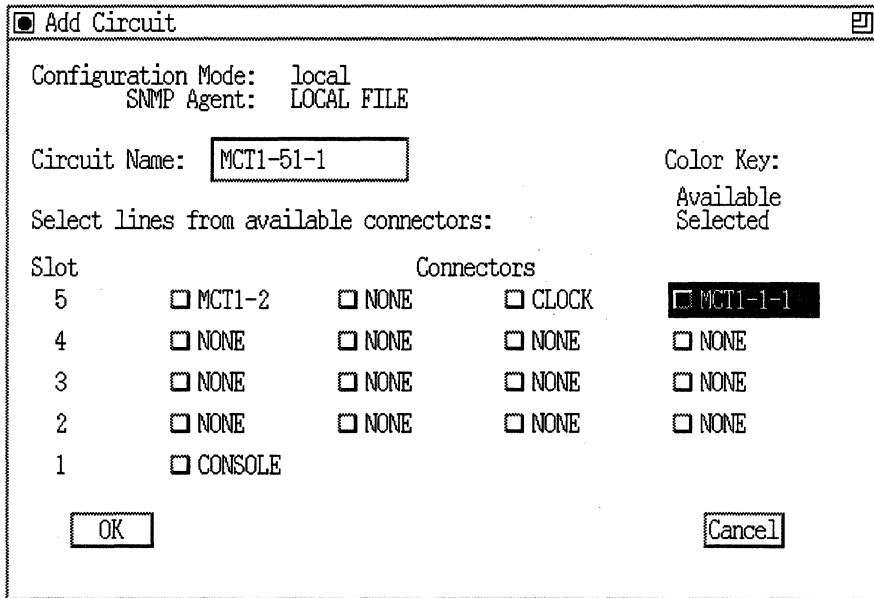 Add Circuit
Configuration Mode: local
SNMP Agent: LOCAL FILE
Circuit Name: MCT1-51-1
Color Key:
Available
Select lines from available connectors: Selected
Slot Connectors
5 MCT1-2 NONE CLOCK MCT1-1-1
4 NONE NONE NONE NONE
3 NONE NONE NONE NONE
2 NONE NONE NONE NONE
1 CONSOLE
OK Cancel